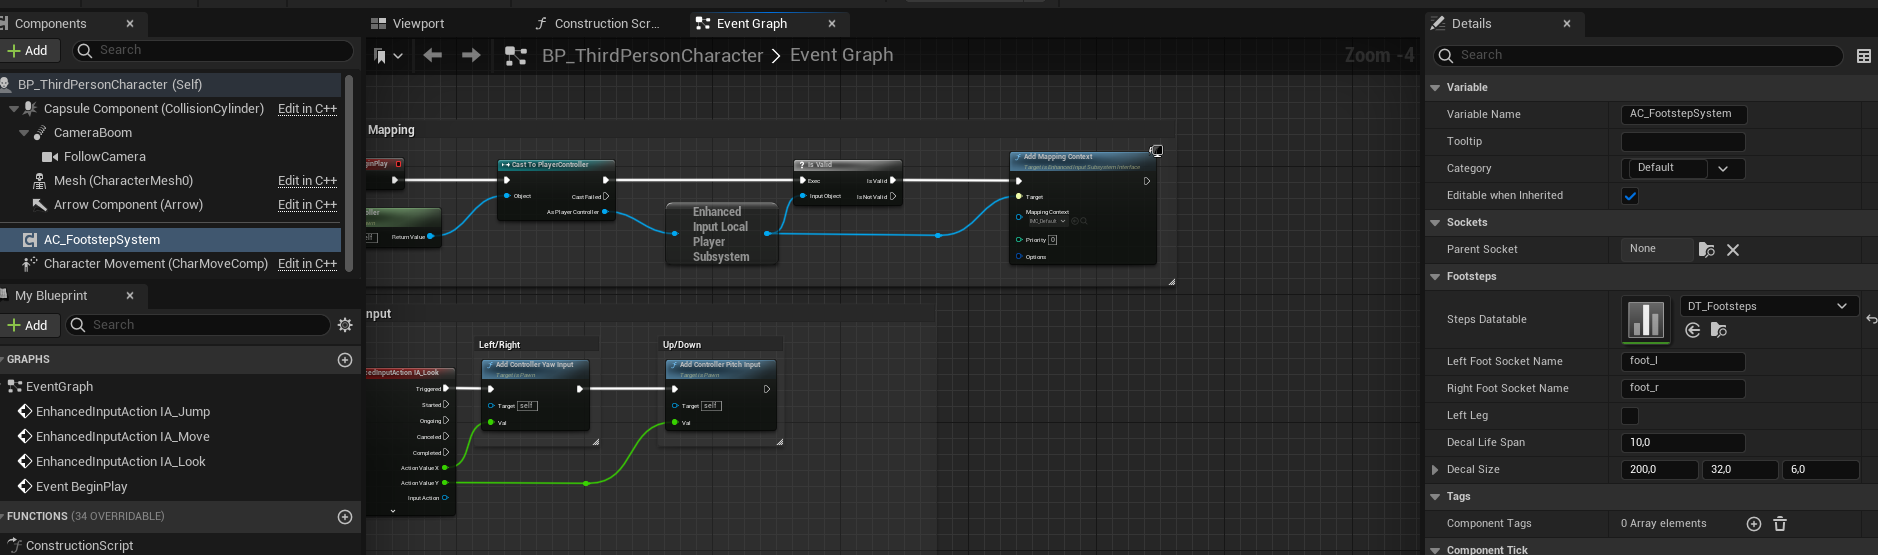 Components
Add
Search
BP_ThirdPersonCharacter (Self)
Capsule Component (CollisionCylinder) Edit in C++
CameraBoom
FollowCamera
Mesh (CharacterMesh0) Edit in C++
Arrow Component (Arrow) Edit in C++
AC_FootstepSystem
Character Movement (CharMoveComp) Edit in C++
My Blueprint
Add
Search
GRAPHS
EventGraph
EnhancedInputAction IA_Jump
EnhancedInputAction IA_Move
EnhancedInputAction IA_Look
Event BeginPlay
FUNCTIONS (34 OVERRIDABLE)
ConstructionScript
Viewport
Construction Scr...
Event Graph
BP_ThirdPersonCharacter > Event Graph
Zoom -4
Mapping
Return Value
Cast To PlayerController
Object
Cast Failed
As Player Controller
Enhanced
Input Local
Player
Subsystem
Is Valid
Exec Is Valid
Input Object Is Not Valid
Add Mapping Context
Target is Enhanced Input Subsystem Interface
Target
Mapping Context
IMC_Default
Priority 0
Options
nput
cedInputAction IA_Look
Triggered
Started
Ongoing
Canceled
Completed
Action Value X
Action Value Y
Input Action
Left/Right
Add Controller Yaw Input
Target is Pawn
Target self
Val
Up/Down
Add Controller Pitch Input
Target is Pawn
Target self
Val
Details
Search
Variable
Variable Name AC_FootstepSystem
Tooltip
Category Default
Editable when Inherited
Sockets
Parent Socket None
Footsteps
Steps Datatable DT_Footsteps
Left Foot Socket Name foot_l
Right Foot Socket Name foot_r
Left Leg
Decal Life Span 10,0
Decal Size 200,0 32,0 6,0
Tags
Component Tags 0 Array elements
Component Tick